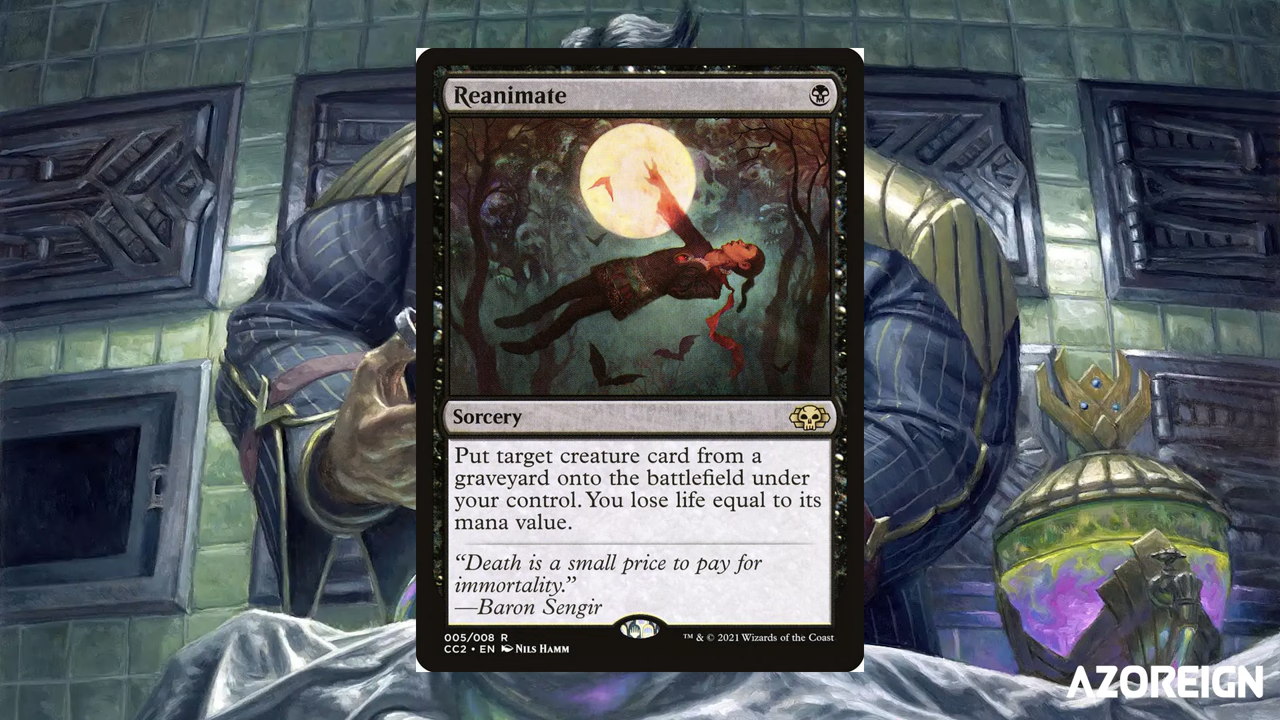 Reanimate
Sorcery
Put target creature card from a
graveyard onto the battlefield under
your control. You lose life equal to its
mana value.
“Death is a small price to pay for
immortality.”
—Baron Sengir
005/008 R
CC2 • EN Nils Hamm
™ & © 2021 Wizards of the Coast
AZOREIGN